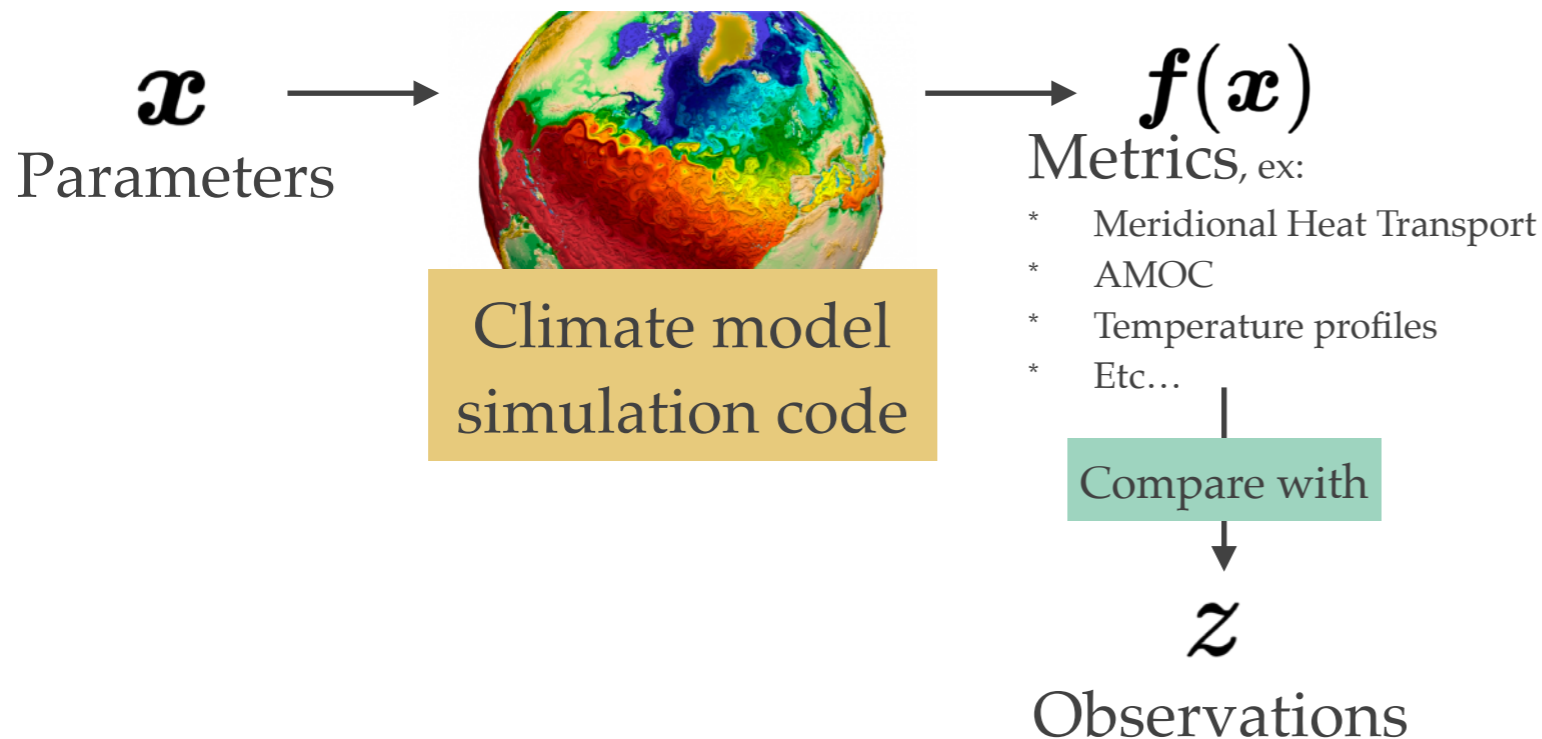 x
Parameters
Climate model
simulation code
f(x)
Metrics, ex:
* Meridional Heat Transport
* AMOC
* Temperature profiles
* Etc…
Compare with
z
Observations